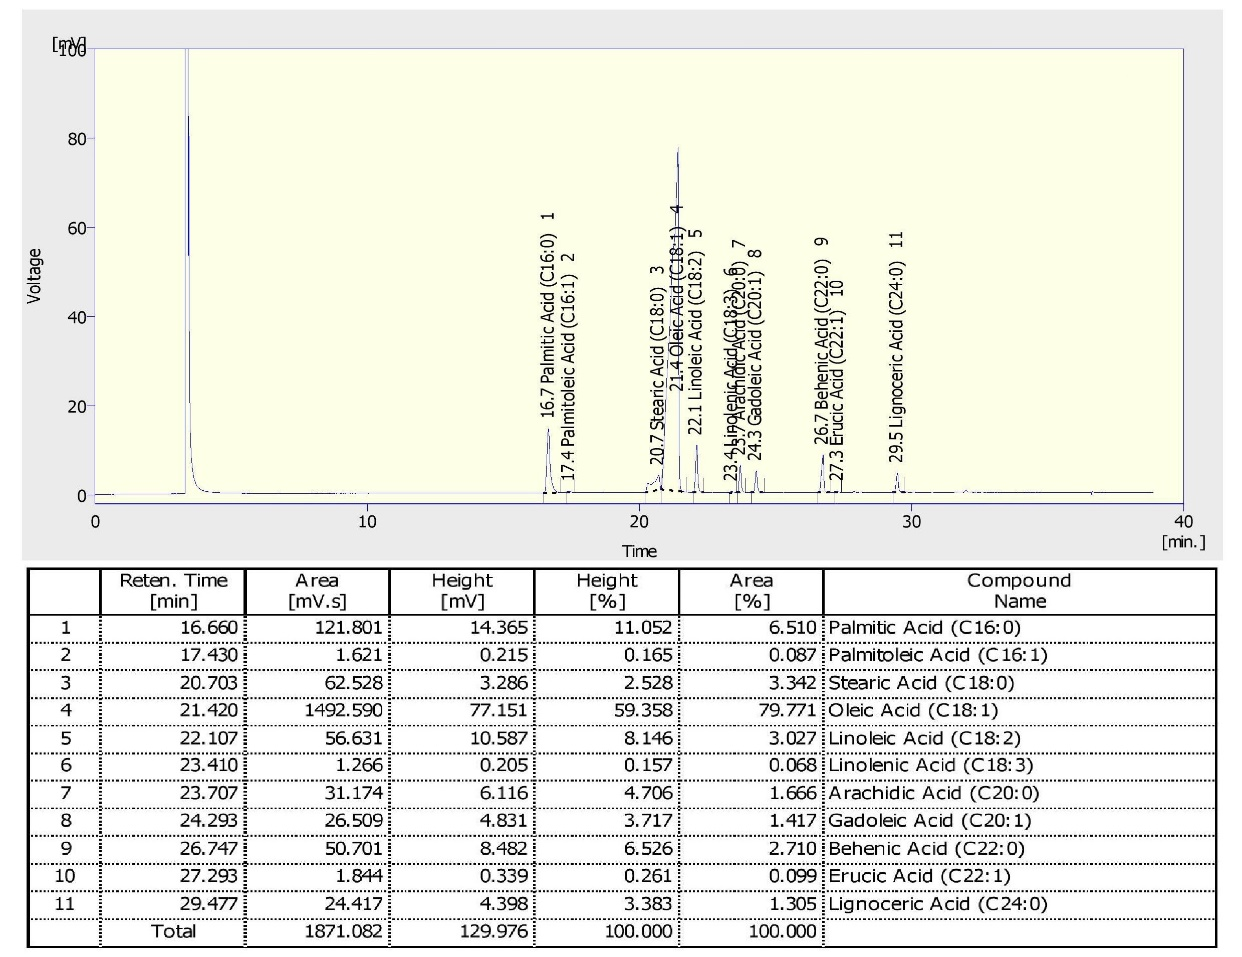 [mV]
100
80
60
40
20
0
Voltage
16.7 Palmitic Acid (C16:0) 1
17.4 Palmitoleic Acid (C16:1) 2
20.7 Stearic Acid (C18:0) 3
21.4 Oleic Acid (C18:1) 4
22.1 Linoleic Acid (C18:2) 5
23.4 Linolenic Acid (C18:3) 6
23.7 Arachidic Acid (C20:0) 7
24.3 Gadoleic Acid (C20:1) 8
26.7 Behenic Acid (C22:0) 9
27.3 Erucic Acid (C22:1) 10
29.5 Lignoceric Acid (C24:0) 11
0 10 20 30 40
Time
[min.]
Reten. Time Area Height Height Area Compound
[min] [mV.s] [mV] [%] [%] Name
1 16.660 121.801 14.365 11.052 6.510 Palmitic Acid (C16:0)
2 17.430 1.621 0.215 0.165 0.087 Palmitoleic Acid (C16:1)
3 20.703 62.528 3.286 2.528 3.342 Stearic Acid (C18:0)
4 21.420 1492.590 77.151 59.358 79.771 Oleic Acid (C18:1)
5 22.107 56.631 10.587 8.146 3.027 Linoleic Acid (C18:2)
6 23.410 1.266 0.205 0.157 0.068 Linolenic Acid (C18:3)
7 23.707 31.174 6.116 4.706 1.666 Arachidic Acid (C20:0)
8 24.293 26.509 4.831 3.717 1.417 Gadoleic Acid (C20:1)
9 26.747 50.701 8.482 6.526 2.710 Behenic Acid (C22:0)
10 27.293 1.844 0.339 0.261 0.099 Erucic Acid (C22:1)
11 29.477 24.417 4.398 3.383 1.305 Lignoceric Acid (C24:0)
Total 1871.082 129.976 100.000 100.000